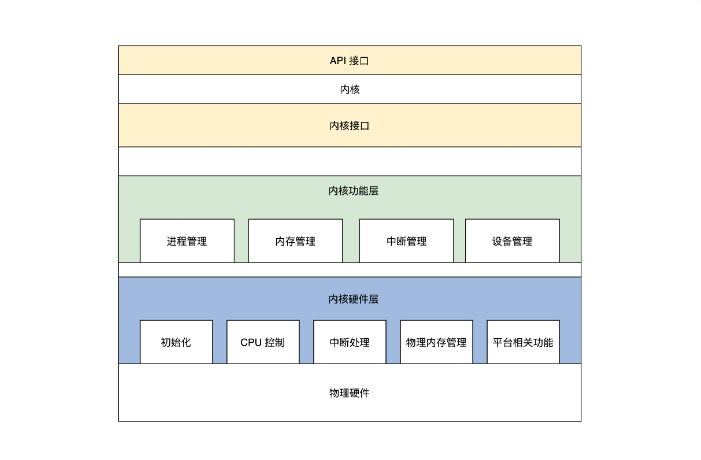 API 接口
内核
内核接口
内核功能层
进程管理 内存管理 中断管理 设备管理
内核硬件层
初始化 CPU 控制 中断处理 物理内存管理 平台相关功能
物理硬件